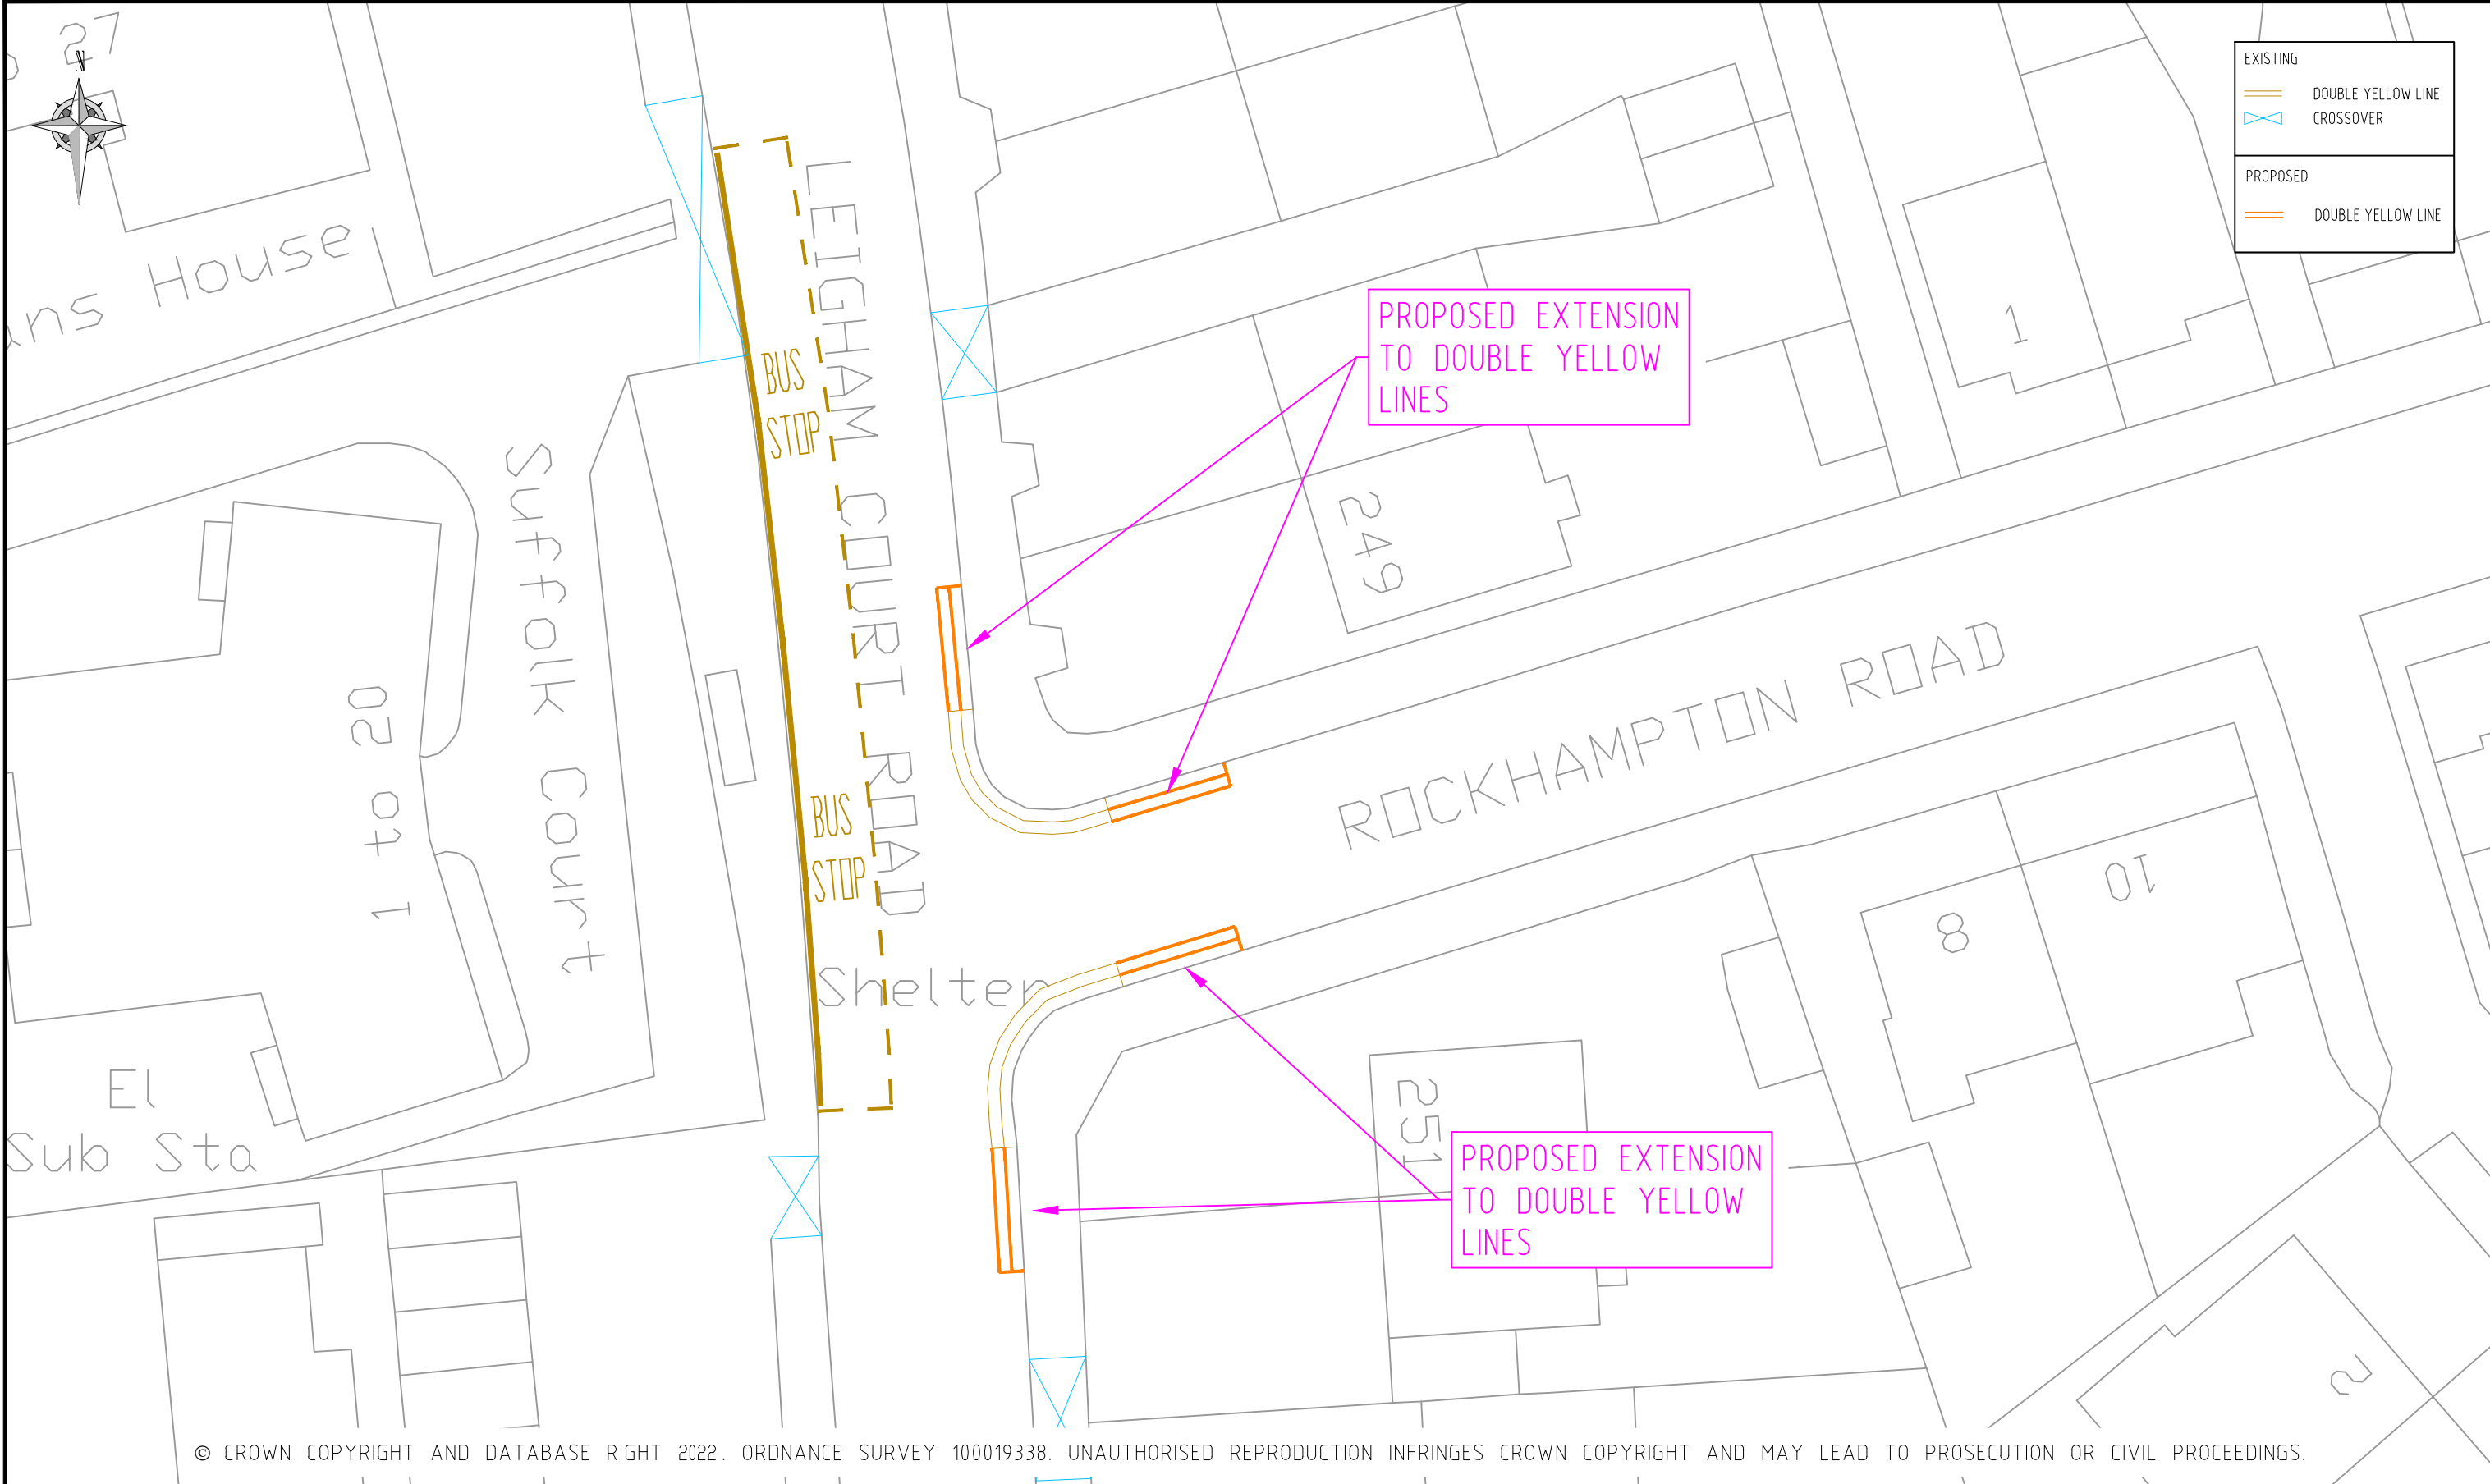 27
N
EXISTING
DOUBLE YELLOW LINE
CROSSOVER
PROPOSED
DOUBLE YELLOW LINE
House
LEIGHAM COURT ROAD
BUS
STOP
PROPOSED EXTENSION
TO DOUBLE YELLOW
LINES
1
249
Suffolk Court
1 to 8
ROCKHAMPTON ROAD
BUS
STOP
8
10
Shelter
El
Sub Sta
251
PROPOSED EXTENSION
TO DOUBLE YELLOW
LINES
2
© CROWN COPYRIGHT AND DATABASE RIGHT 2022. ORDNANCE SURVEY 100019338. UNAUTHORISED REPRODUCTION INFRINGES CROWN COPYRIGHT AND MAY LEAD TO PROSECUTION OR CIVIL PROCEEDINGS.